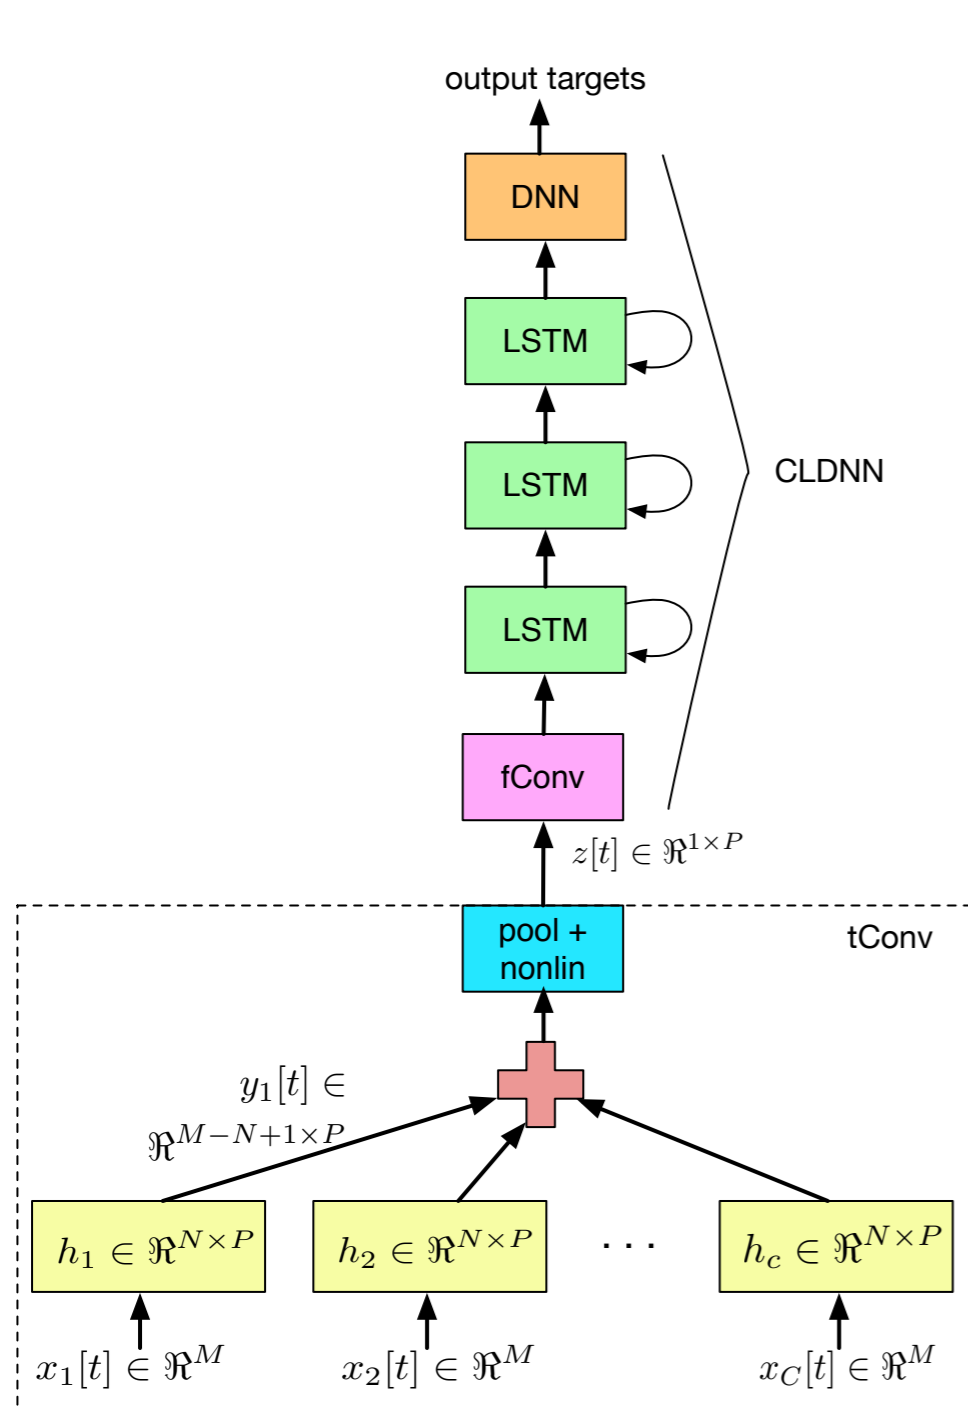 output targets
DNN
LSTM
LSTM
CLDNN
LSTM
fConv
z[t] ∈ ℜ^{1×P}
pool +
nonlin
tConv
y_1[t] ∈
ℜ^{M−N+1×P}
h_1 ∈ ℜ^{N×P}
h_2 ∈ ℜ^{N×P}
· · ·
h_c ∈ ℜ^{N×P}
x_1[t] ∈ ℜ^M
x_2[t] ∈ ℜ^M
x_C[t] ∈ ℜ^M